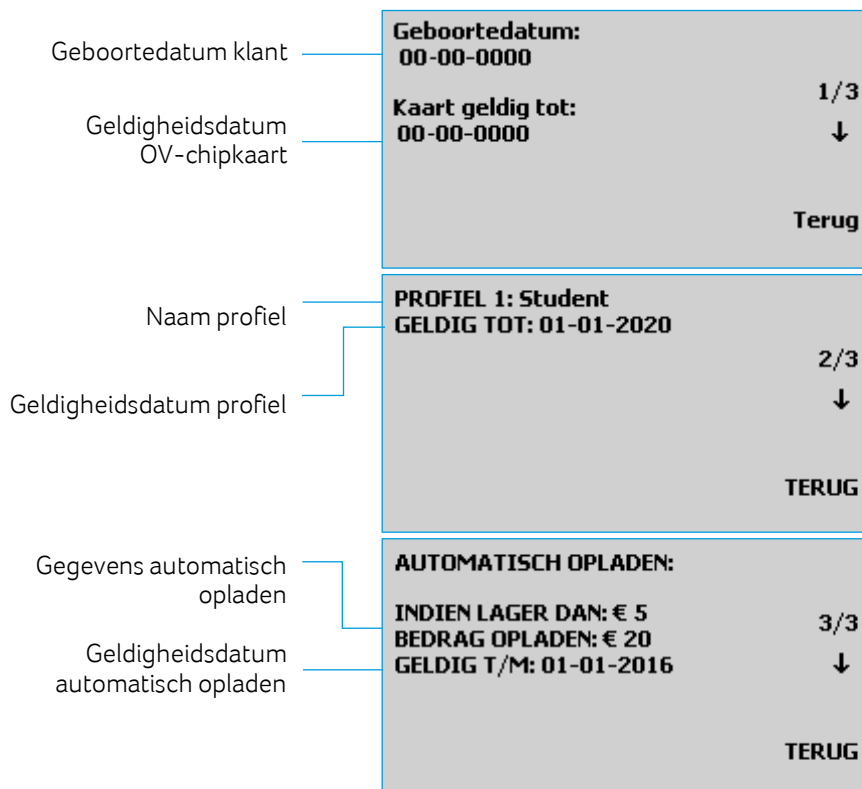 Geboortedatum klant
Geldigheidsdatum
OV-chipkaart
Geboortedatum:
00-00-0000
Kaart geldig tot:
00-00-0000
1/3
↓
Terug
Naam profiel
Geldigheidsdatum profiel
PROFIEL 1: Student
GELDIG TOT: 01-01-2020
2/3
↓
TERUG
Gegevens automatisch
opladen
Geldigheidsdatum
automatisch opladen
AUTOMATISCH OPLADEN:
INDIEN LAGER DAN: € 5
BEDRAG OPLADEN: € 20
GELDIG T/M: 01-01-2016
3/3
↓
TERUG